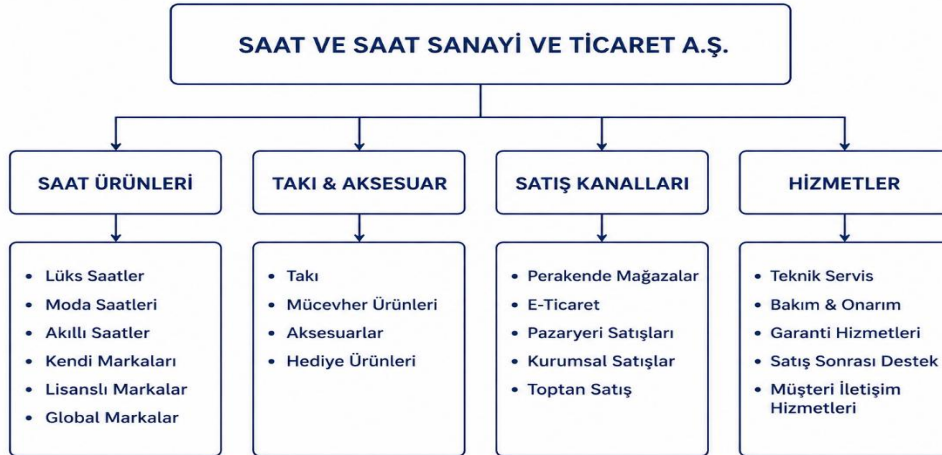 SAAT VE SAAT SANAYİ VE TİCARET A.Ş.
SAAT ÜRÜNLERİ
• Lüks Saatler
• Moda Saatleri
• Akıllı Saatler
• Kendi Markaları
• Lisanslı Markalar
• Global Markalar
TAKI & AKSESUAR
• Takı
• Mücevher Ürünleri
• Aksesuarlar
• Hediye Ürünleri
SATIŞ KANALLARI
• Perakende Mağazalar
• E-Ticaret
• Pazaryeri Satışları
• Kurumsal Satışlar
• Toptan Satış
HİZMETLER
• Teknik Servis
• Bakım & Onarım
• Garanti Hizmetleri
• Satış Sonrası Destek
• Müşteri İletişim
Hizmetleri